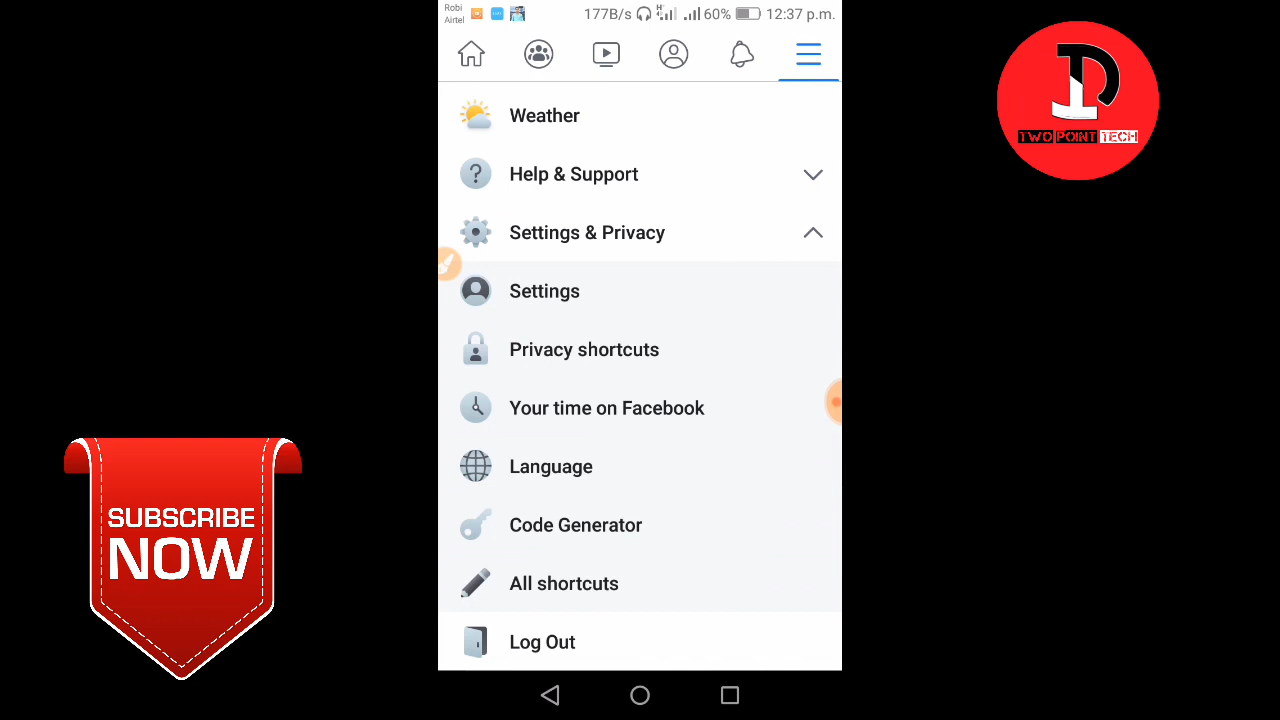 Robi
Airtel
177B/s
H
60%
12:37 p.m.
Weather
? Help & Support
Settings & Privacy
Settings
Privacy shortcuts
Your time on Facebook
Language
Code Generator
All shortcuts
Log Out
TWO POINT TECH
SUBSCRIBE
NOW